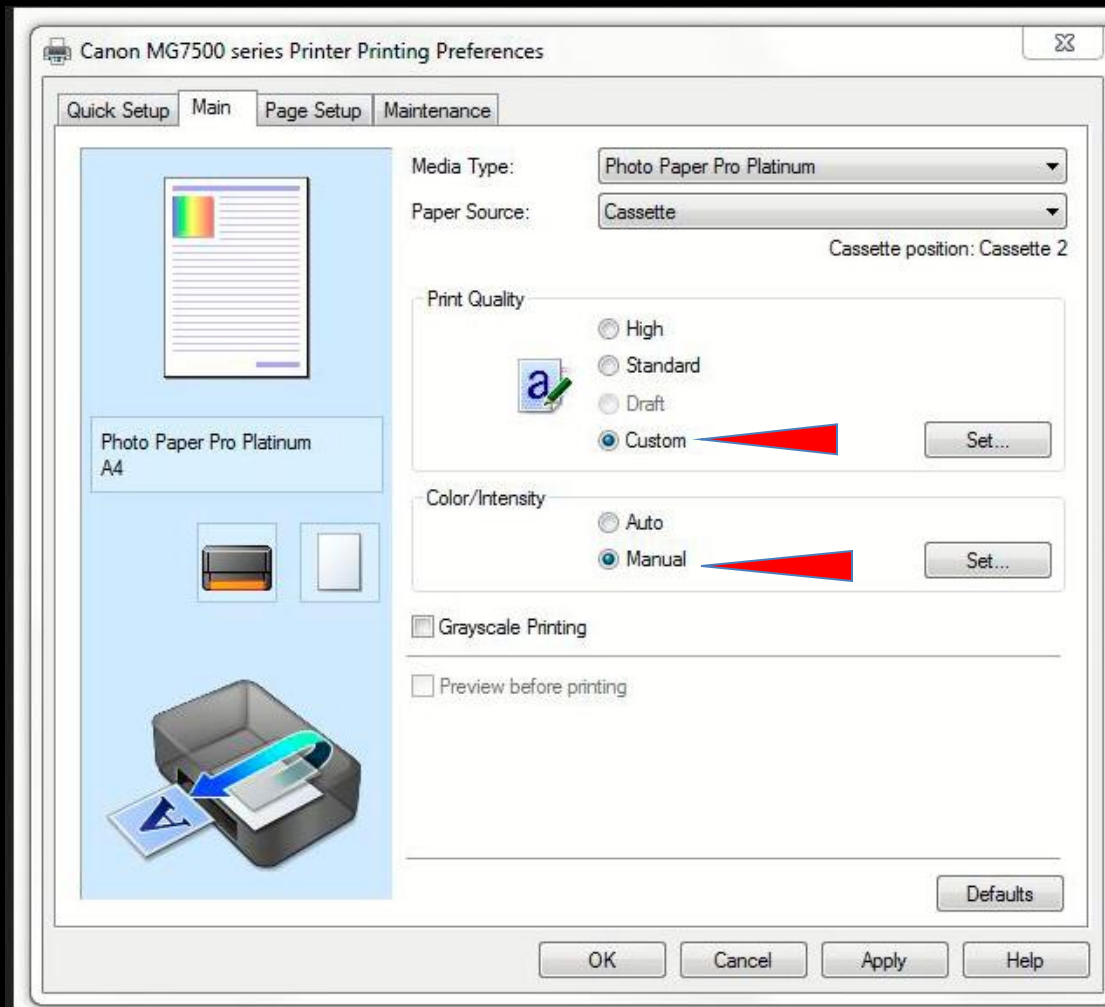 Canon MG7500 series Printer Printing Preferences
Quick Setup Main Page Setup Maintenance
Media Type: Photo Paper Pro Platinum
Paper Source: Cassette
Cassette position: Cassette 2
Print Quality
High
Standard
a
Draft
Custom Set...
Photo Paper Pro Platinum
A4
Color/Intensity
Auto
Manual Set...
Grayscale Printing
Preview before printing
A
Defaults
OK Cancel Apply Help